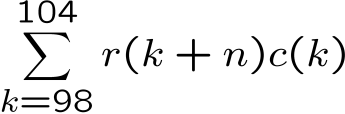 104
∑ r(k + n)c(k)
k=98